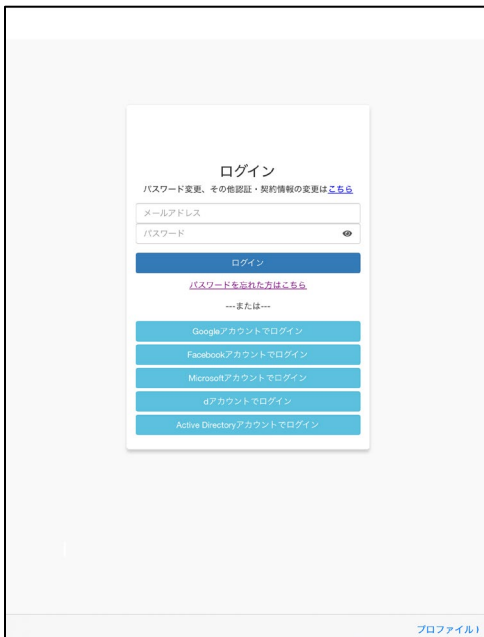 ログイン
パスワード変更、その他認証・契約情報の変更はこちら
メールアドレス
パスワード
ログイン
パスワードを忘れた方はこちら
---または---
Googleアカウントでログイン
Facebookアカウントでログイン
Microsoftアカウントでログイン
dアカウントでログイン
Active Directoryアカウントでログイン
プロファイル